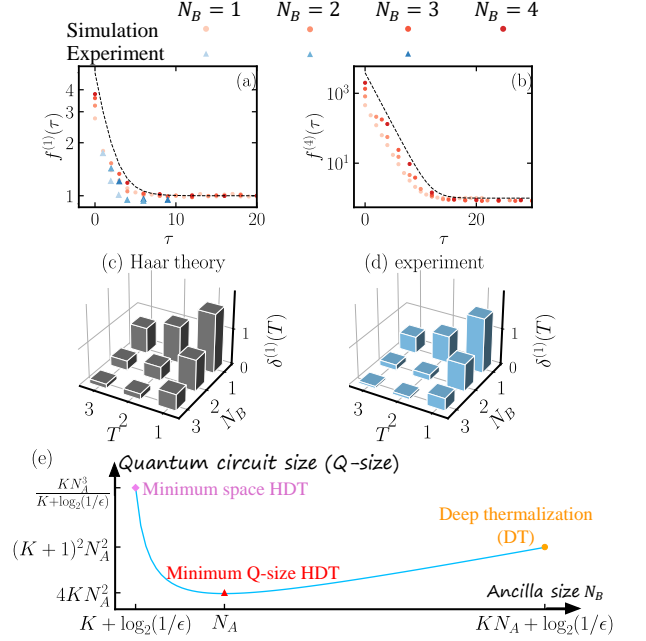 N_B = 1 N_B = 2 N_B = 3 N_B = 4
Simulation
Experiment
(a)
4
3
2
1
f^{(1)}(τ)
0 10 20
τ
(b)
10^3
10^1
f^{(4)}(τ)
0 20
τ
(c) Haar theory
1
0
δ^{(1)}(T)
3 2 1
T
3 2 1
N_B
(d) experiment
1
0
δ^{(1)}(T)
3 2 1
T
3 2 1
N_B
(e)
Quantum circuit size (Q-size)
\frac{KN_A^3}{K+\log_2(1/ϵ)}
Minimum space HDT
Deep thermalization
(DT)
(K + 1)^2N_A^2
Minimum Q-size HDT
4KN_A^2
Ancilla size N_B
K + log_2(1/ϵ) N_A KN_A + log_2(1/ϵ)